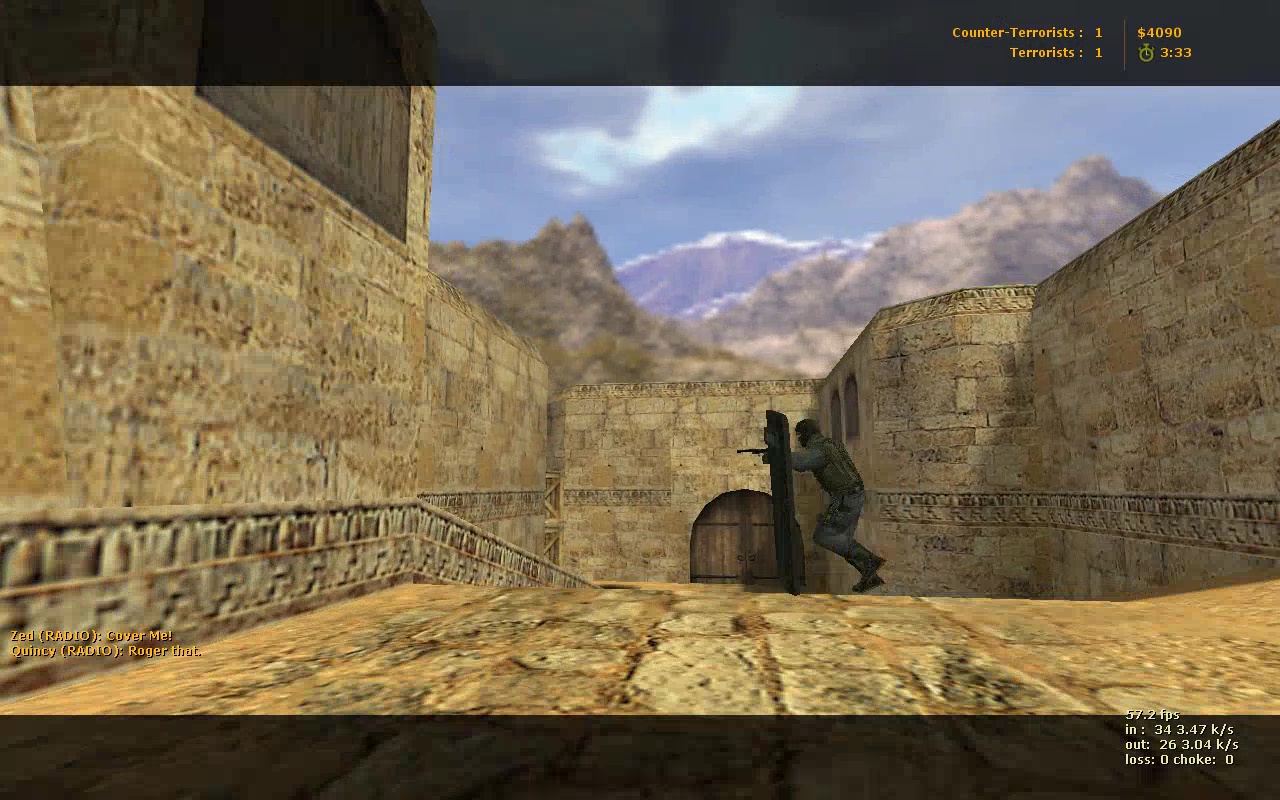 Counter-Terrorists : 1
$4090
Terrorists : 1
3:33
Zed (RADIO): Cover Me!
Quincy (RADIO): Roger that.
57.2 fps
in : 34 3.47 k/s
out: 26 3.04 k/s
loss: 0 choke: 0